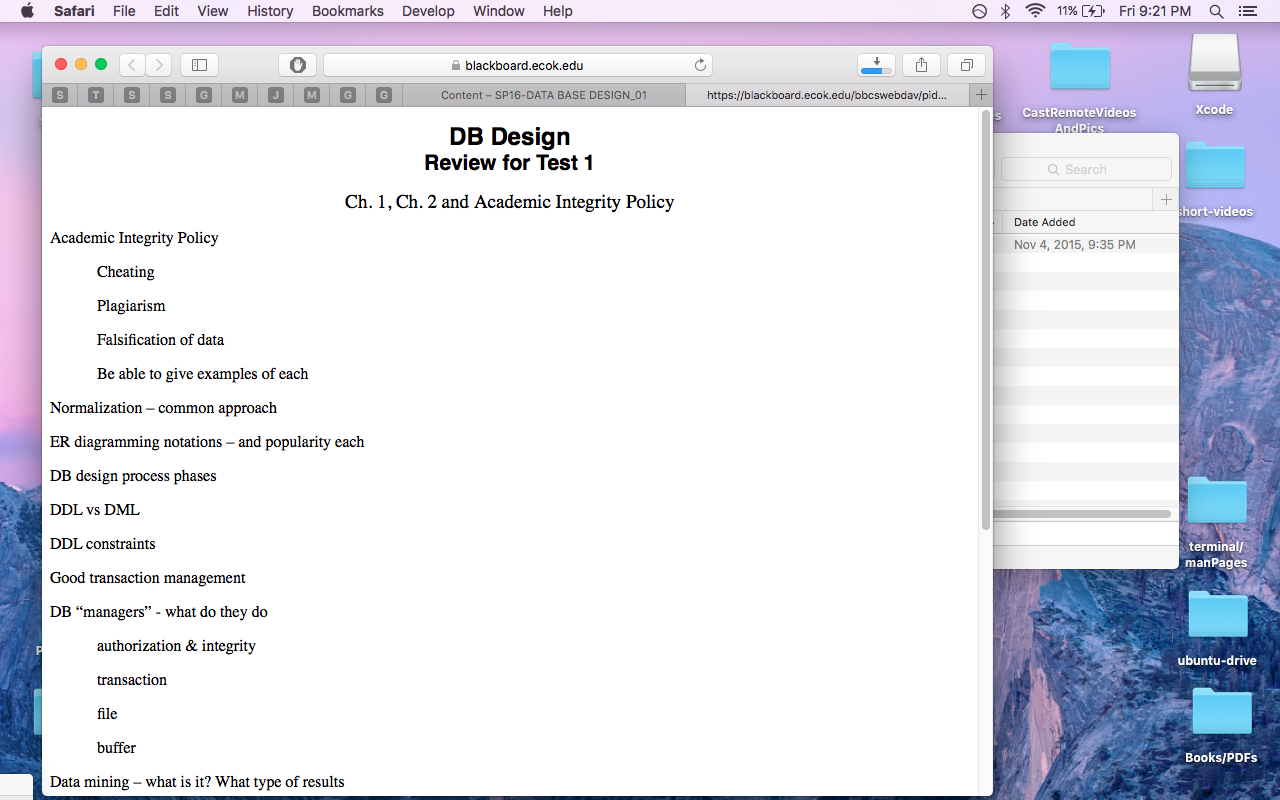 Safari File Edit View History Bookmarks Develop Window Help 11% Fri 9:21 PM
blackboard.ecok.edu
S T S S G M J M G G Content – SP16-DATA BASE DESIGN_01 https://blackboard.ecok.edu/bbcswebdav/pid...
DB Design
Review for Test 1
Ch. 1, Ch. 2 and Academic Integrity Policy
Academic Integrity Policy
Cheating
Plagiarism
Falsification of data
Be able to give examples of each
Normalization – common approach
ER diagramming notations – and popularity each
DB design process phases
DDL vs DML
DDL constraints
Good transaction management
DB “managers” - what do they do
authorization & integrity
transaction
file
buffer
Data mining – what is it? What type of results
Search
Date Added
Nov 4, 2015, 9:35 PM
CastRemoteVideos
AndPics
Xcode
short-videos
terminal/
manPages
ubuntu-drive
Books/PDFs